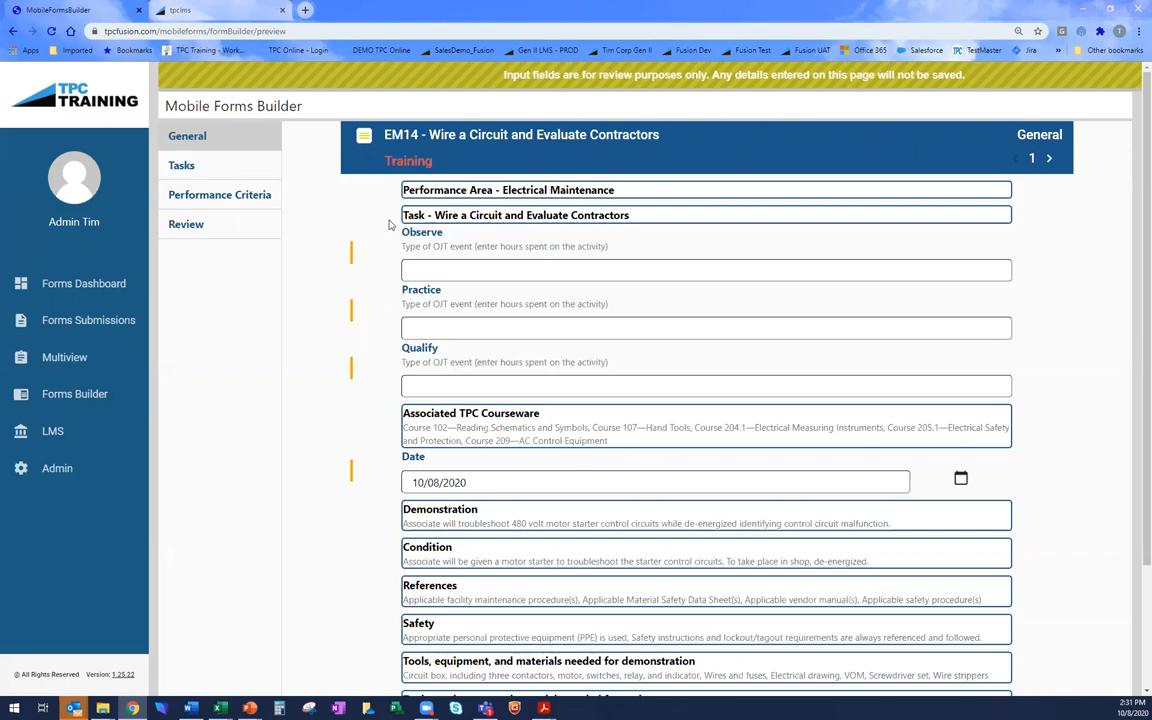 MobileFormsBuilder
tpclms
tpcfusion.com/mobileforms/formBuilder/preview
Apps
Imported
Bookmarks
TPC Training - Work...
TPC Online - Login
DEMO TPC Online
SalesDemo_Fusion
Gen II LMS - PROD
Tim Corp Gen II
Fusion Dev
Fusion Test
Fusion UAT
Office 365
Salesforce
TestMaster
Jira
»
Other bookmarks
TPC
TRAINING
Input fields are for review purposes only. Any details entered on this page will not be saved.
Mobile Forms Builder
Admin Tim
Forms Dashboard
Forms Submissions
Multiview
Forms Builder
LMS
Admin
@ All Rights Reserved Version: 1.25.22
General
Tasks
Performance Criteria
Review
EM14 - Wire a Circuit and Evaluate Contractors
General
Training
1
Performance Area - Electrical Maintenance
Task - Wire a Circuit and Evaluate Contractors
Observe
Type of OJT event (enter hours spent on the activity)
Practice
Type of OJT event (enter hours spent on the activity)
Qualify
Type of OJT event (enter hours spent on the activity)
Associated TPC Courseware
Course 102—Reading Schematics and Symbols, Course 107—Hand Tools, Course 204.1—Electrical Measuring Instruments, Course 205.1—Electrical Safety
and Protection, Course 209—AC Control Equipment
Date
10/08/2020
Demonstration
Associate will troubleshoot 480 volt motor starter control circuits while de-energized identifying control circuit malfunction.
Condition
Associate will be given a motor starter to troubleshoot the starter control circuits. To take place in shop, de-energized.
References
Applicable facility maintenance procedure(s), Applicable Material Safety Data Sheet(s), Applicable vendor manual(s), Applicable safety procedure(s)
Safety
Appropriate personal protective equipment (PPE) is used, Safety instructions and lockout/tagout requirements are always referenced and followed.
Tools, equipment, and materials needed for demonstration
Circuit box, including three contactors, motor, switches, relay, and indicator, Wires and fuses, Electrical drawing, VOM, Screwdriver set, Wire strippers
2:31 PM
10/8/2020